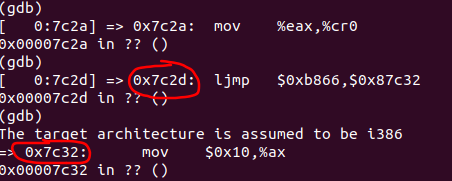 (gdb)
[   0:7c2a] => 0x7c2a:  mov    %eax,%cr0
0x00007c2a in ?? ()
(gdb)
[   0:7c2d] => 0x7c2d:  ljmp   $0xb866,$0x87c32
0x00007c2d in ?? ()
(gdb)
The target architecture is assumed to be i386
=> 0x7c32:      mov    $0x10,%ax
0x00007c32 in ?? ()